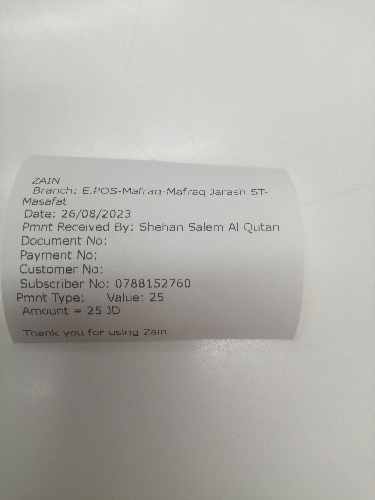 ZAIN
Branch: E.POS-Mafraq-Mafraq Jarash ST-
Masafat
Date: 26/08/2023
Pmnt Received By: Shehan Salem Al Qutan
Document No:
Payment No:
Customer No:
Subscriber No: 0788152760
Pmnt Type: Value: 25
Amount = 25 JD
Thank you for using Zain